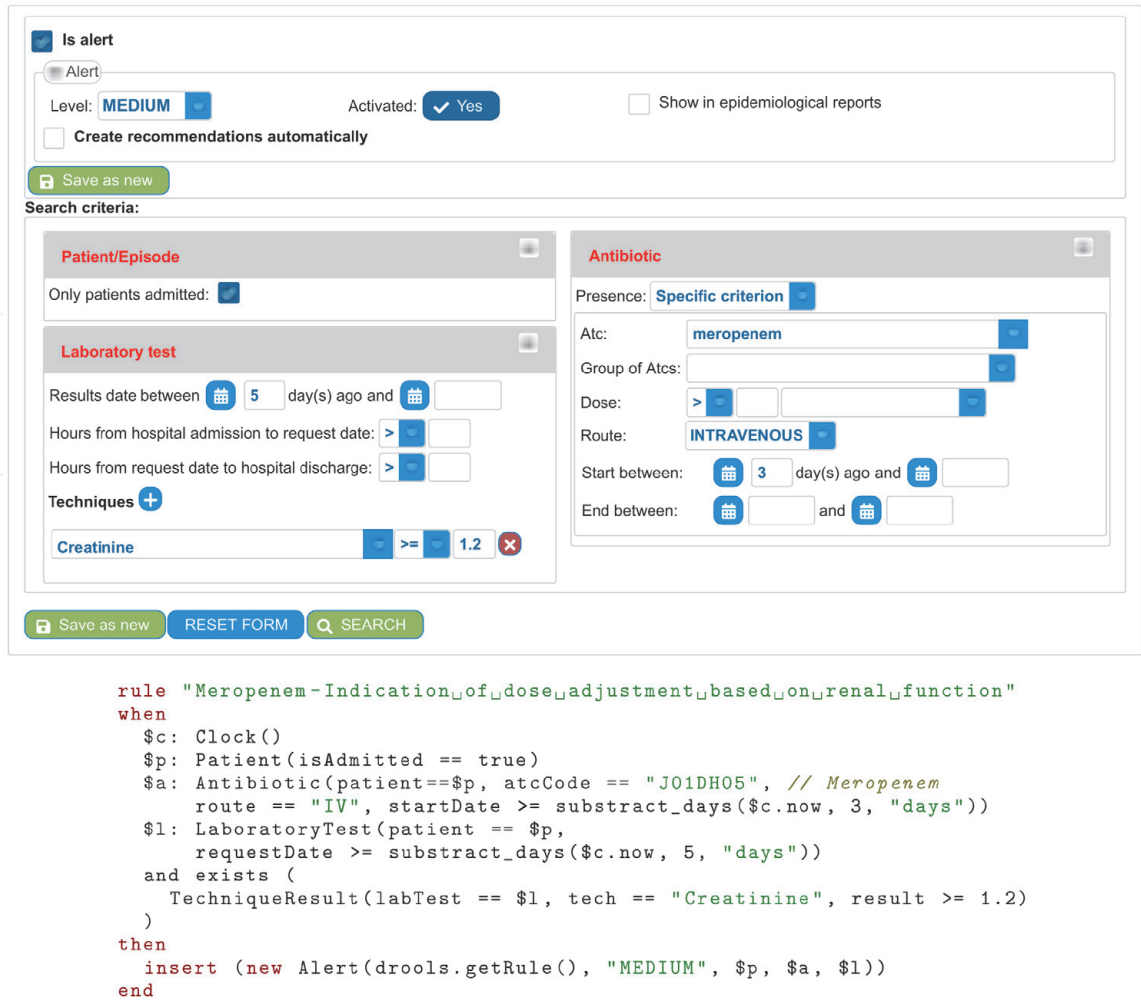 Is alert
Alert
Level: MEDIUM Activated: Yes Show in epidemiological reports
Create recommendations automatically
Save as new
Search criteria:
Patient/Episode
Only patients admitted:
Laboratory test
Results date between 5 day(s) ago and
Hours from hospital admission to request date: >
Hours from request date to hospital discharge: >
Techniques +
Creatinine >= 1.2
Antibiotic
Presence: Specific criterion
Atc: meropenem
Group of Atcs:
Dose: >
Route: INTRAVENOUS
Start between: 3 day(s) ago and
End between: and
Save as new RESET FORM SEARCH
rule "Meropenem-Indication␣of␣dose␣adjustment␣based␣on␣renal␣function"
when
$c: Clock()
$p: Patient(isAdmitted == true)
$a: Antibiotic(patient==$p, atcCode == "J01DH05", // Meropenem
route == "IV", startDate >= substract_days($c.now, 3, "days"))
$l: LaboratoryTest(patient == $p,
requestDate >= substract_days($c.now, 5, "days"))
and exists (
TechniqueResult(labTest == $l, tech == "Creatinine", result >= 1.2)
)
then
insert (new Alert(drools.getRule(), "MEDIUM", $p, $a, $l))
end